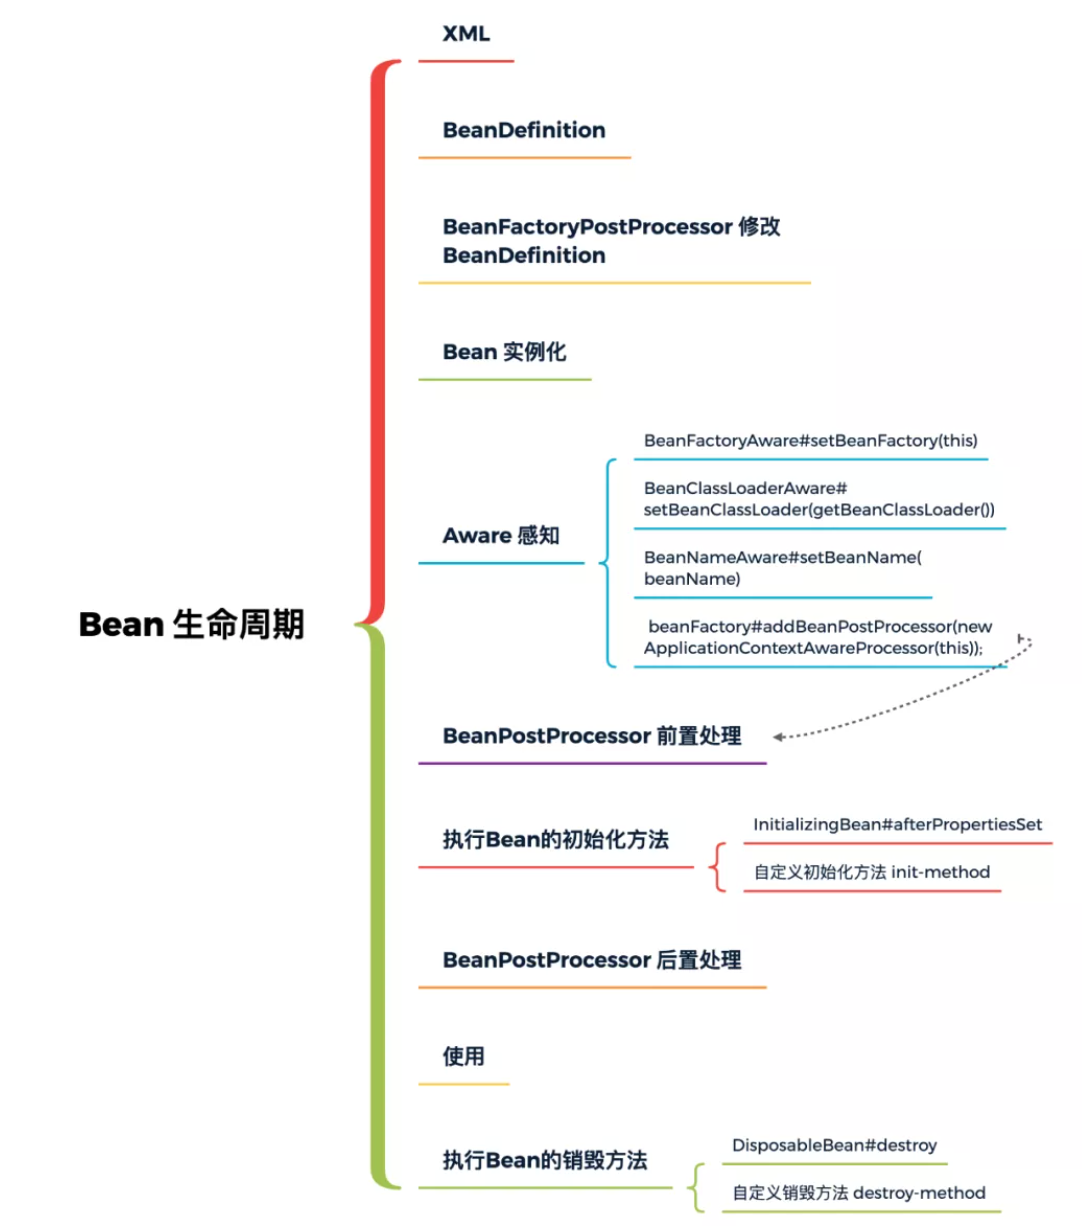 XML
BeanDefinition
BeanFactoryPostProcessor 修改
BeanDefinition
Bean 实例化
Aware 感知
BeanFactoryAware#setBeanFactory(this)
BeanClassLoaderAware#
setBeanClassLoader(getBeanClassLoader())
BeanNameAware#setBeanName(
beanName)
beanFactory#addBeanPostProcessor(new
ApplicationContextAwareProcessor(this));
Bean 生命周期
BeanPostProcessor 前置处理
执行Bean的初始化方法
InitializingBean#afterPropertiesSet
自定义初始化方法 init-method
BeanPostProcessor 后置处理
使用
执行Bean的销毁方法
DisposableBean#destroy
自定义销毁方法 destroy-method